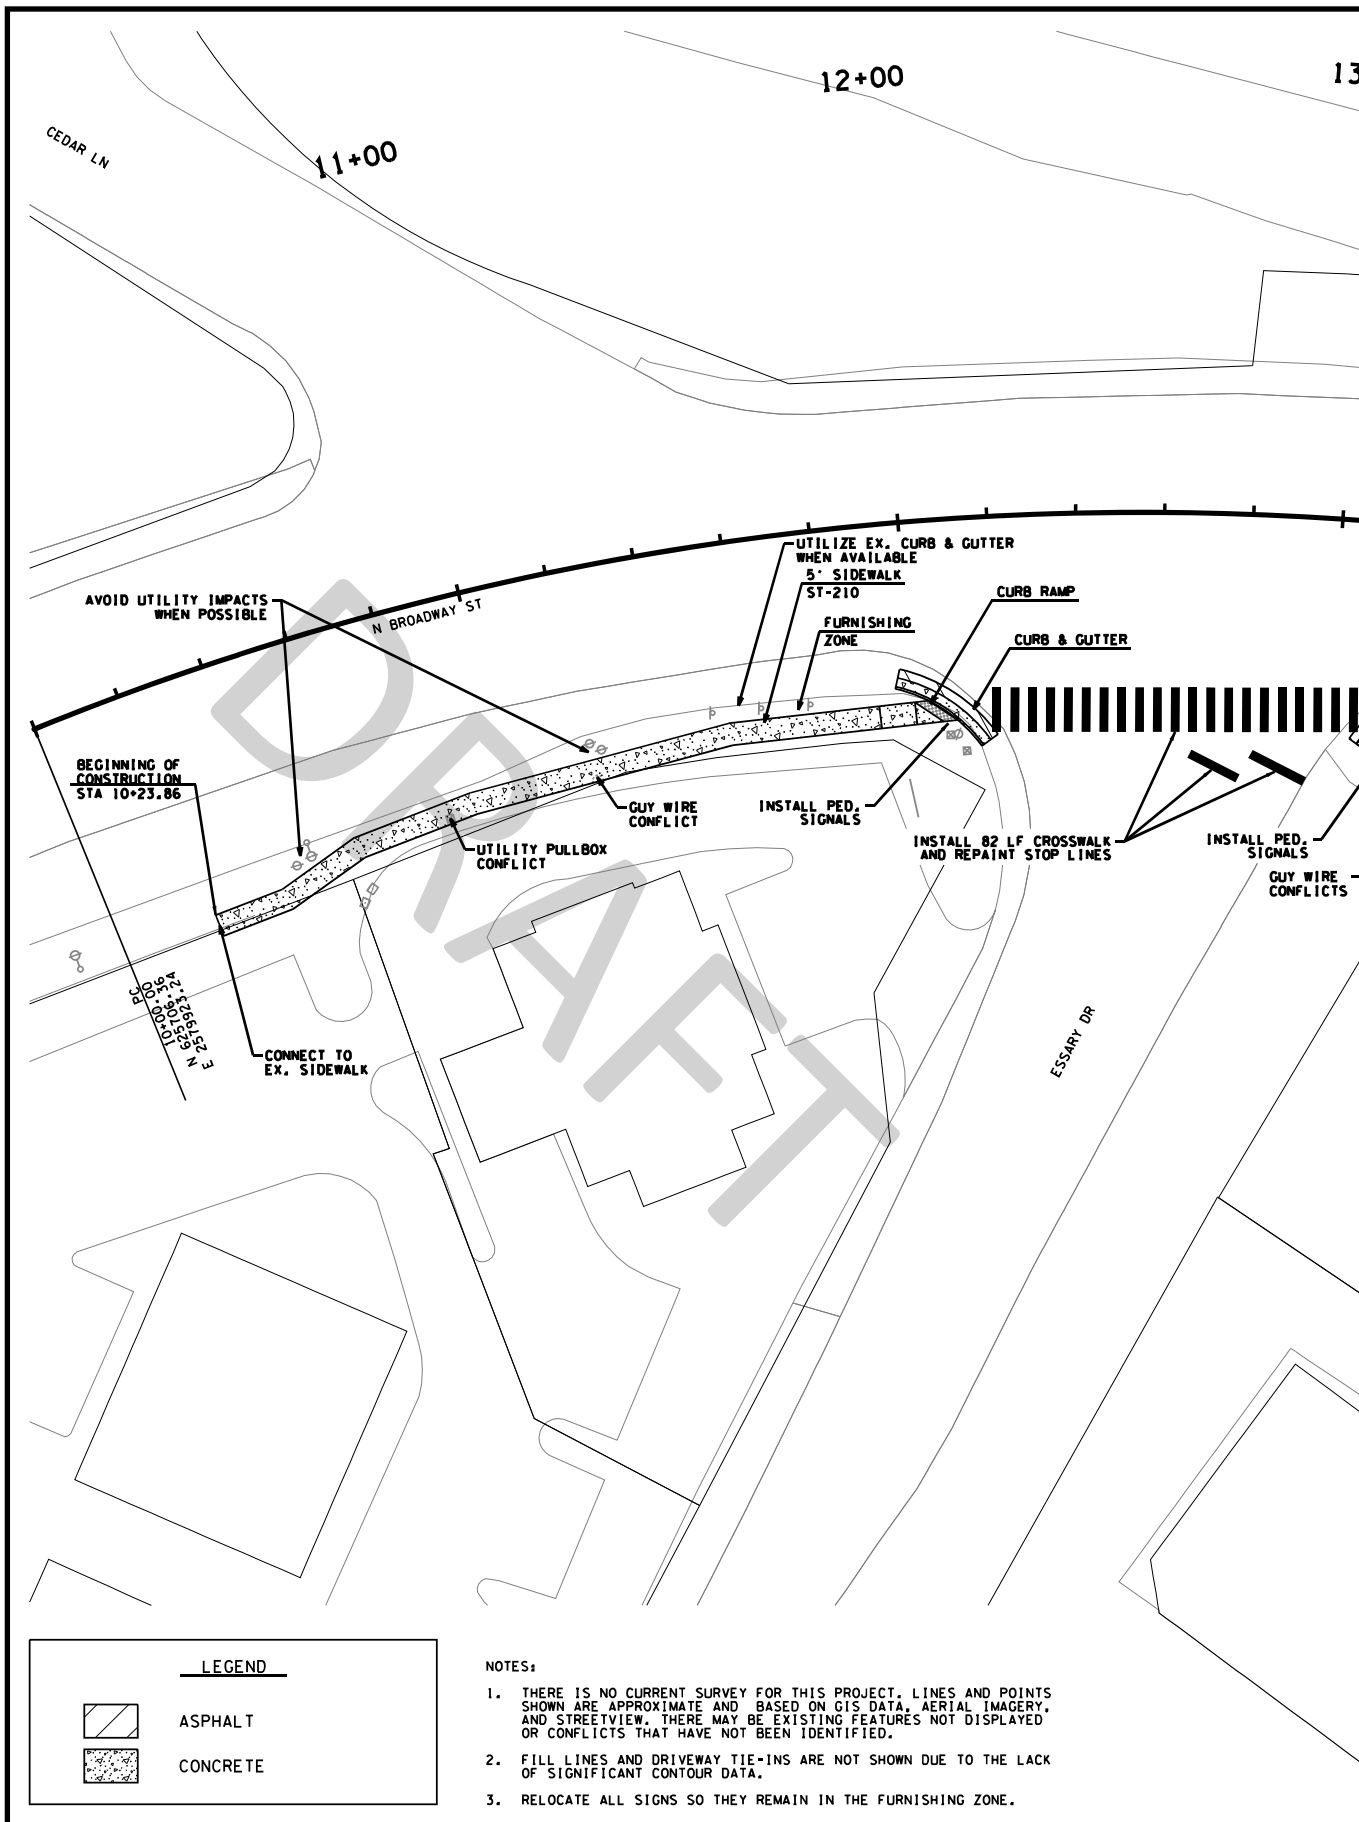 12+00
13
CEDAR LN
11+00
UTILIZE EX. CURB & GUTTER
WHEN AVAILABLE
5' SIDEWALK
ST-210
CURB RAMP
AVOID UTILITY IMPACTS
WHEN POSSIBLE
N BROADWAY ST
FURNISHING
ZONE
CURB & GUTTER
BEGINNING OF
CONSTRUCTION
STA 10+23.86
GUY WIRE
CONFLICT
INSTALL PED.
SIGNALS
UTILITY PULLBOX
CONFLICT
INSTALL 82 LF CROSSWALK
AND REPAINT STOP LINES
INSTALL PED.
SIGNALS
GUY WIRE
CONFLICTS
PC
10+00.00
N 625706.36
E 2579923.24
CONNECT TO
EX. SIDEWALK
ESSARY DR
DRAFT
LEGEND
ASPHALT
CONCRETE
NOTES:
1. THERE IS NO CURRENT SURVEY FOR THIS PROJECT. LINES AND POINTS
SHOWN ARE APPROXIMATE AND BASED ON GIS DATA, AERIAL IMAGERY,
AND STREETVIEW. THERE MAY BE EXISTING FEATURES NOT DISPLAYED
OR CONFLICTS THAT HAVE NOT BEEN IDENTIFIED.
2. FILL LINES AND DRIVEWAY TIE-INS ARE NOT SHOWN DUE TO THE LACK
OF SIGNIFICANT CONTOUR DATA.
3. RELOCATE ALL SIGNS SO THEY REMAIN IN THE FURNISHING ZONE.